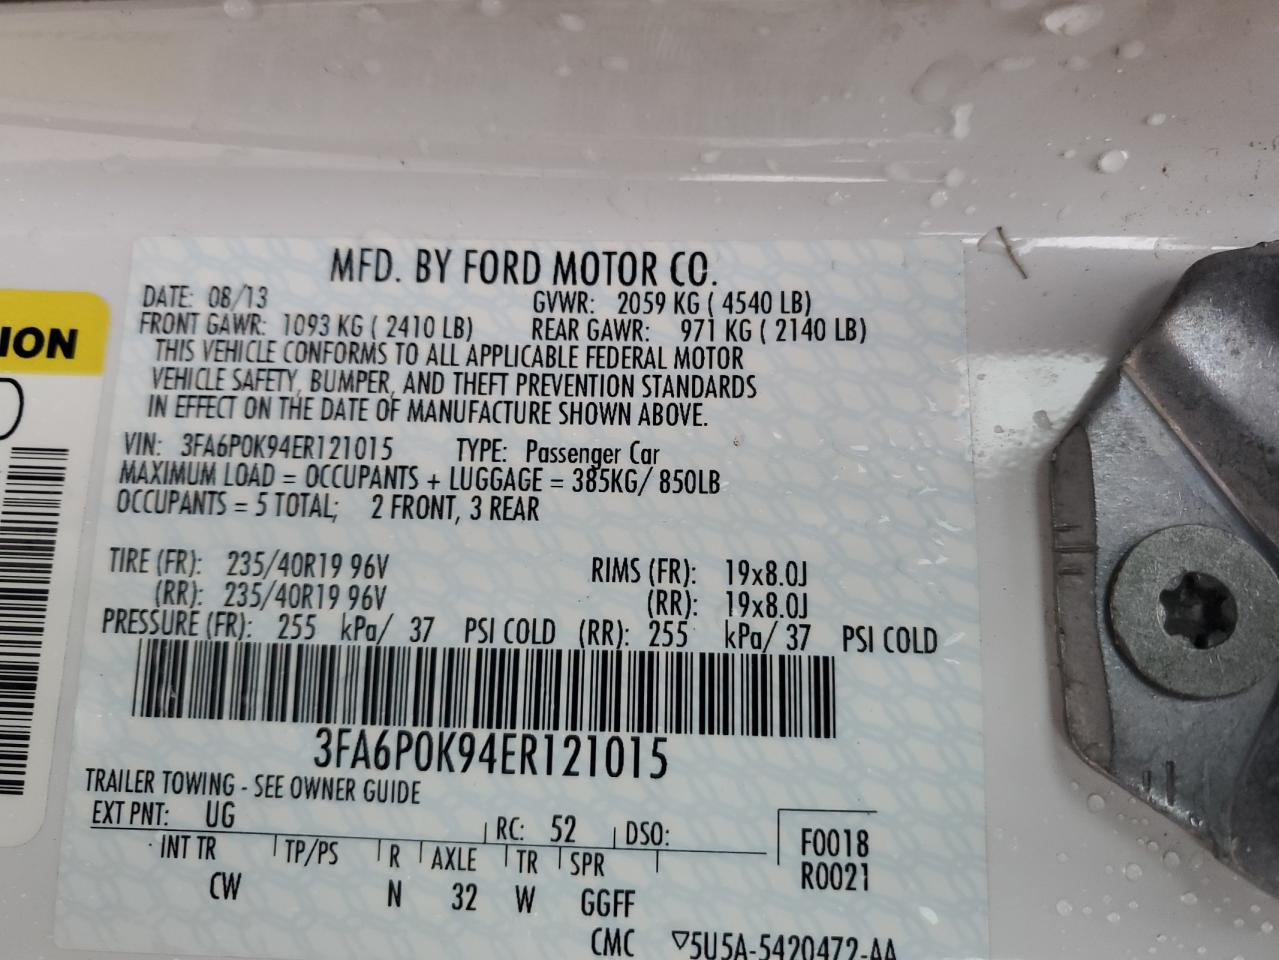 ION
MFD. BY FORD MOTOR CO.
DATE: 08/13 GVWR: 2059 KG ( 4540 LB)
FRONT GAWR: 1093 KG ( 2410 LB) REAR GAWR: 971 KG ( 2140 LB)
THIS VEHICLE CONFORMS TO ALL APPLICABLE FEDERAL MOTOR
VEHICLE SAFETY, BUMPER, AND THEFT PREVENTION STANDARDS
IN EFFECT ON THE DATE OF MANUFACTURE SHOWN ABOVE.
VIN: 3FA6P0K94ER121015 TYPE: Passenger Car
MAXIMUM LOAD = OCCUPANTS + LUGGAGE = 385KG/ 850LB
OCCUPANTS = 5 TOTAL; 2 FRONT, 3 REAR
TIRE (FR): 235/40R19 96V RIMS (FR): 19x8.0J
(RR): 235/40R19 96V (RR): 19x8.0J
PRESSURE (FR): 255 kPa/ 37 PSI COLD (RR): 255 kPa/ 37 PSI COLD
3FA6P0K94ER121015
TRAILER TOWING - SEE OWNER GUIDE
EXT PNT: UG RC: 52 DSO: F0018
INT TR TP/PS R AXLE TR SPR R0021
CW N 32 W GGFF
CMC ▽5U5A-5420472-AA